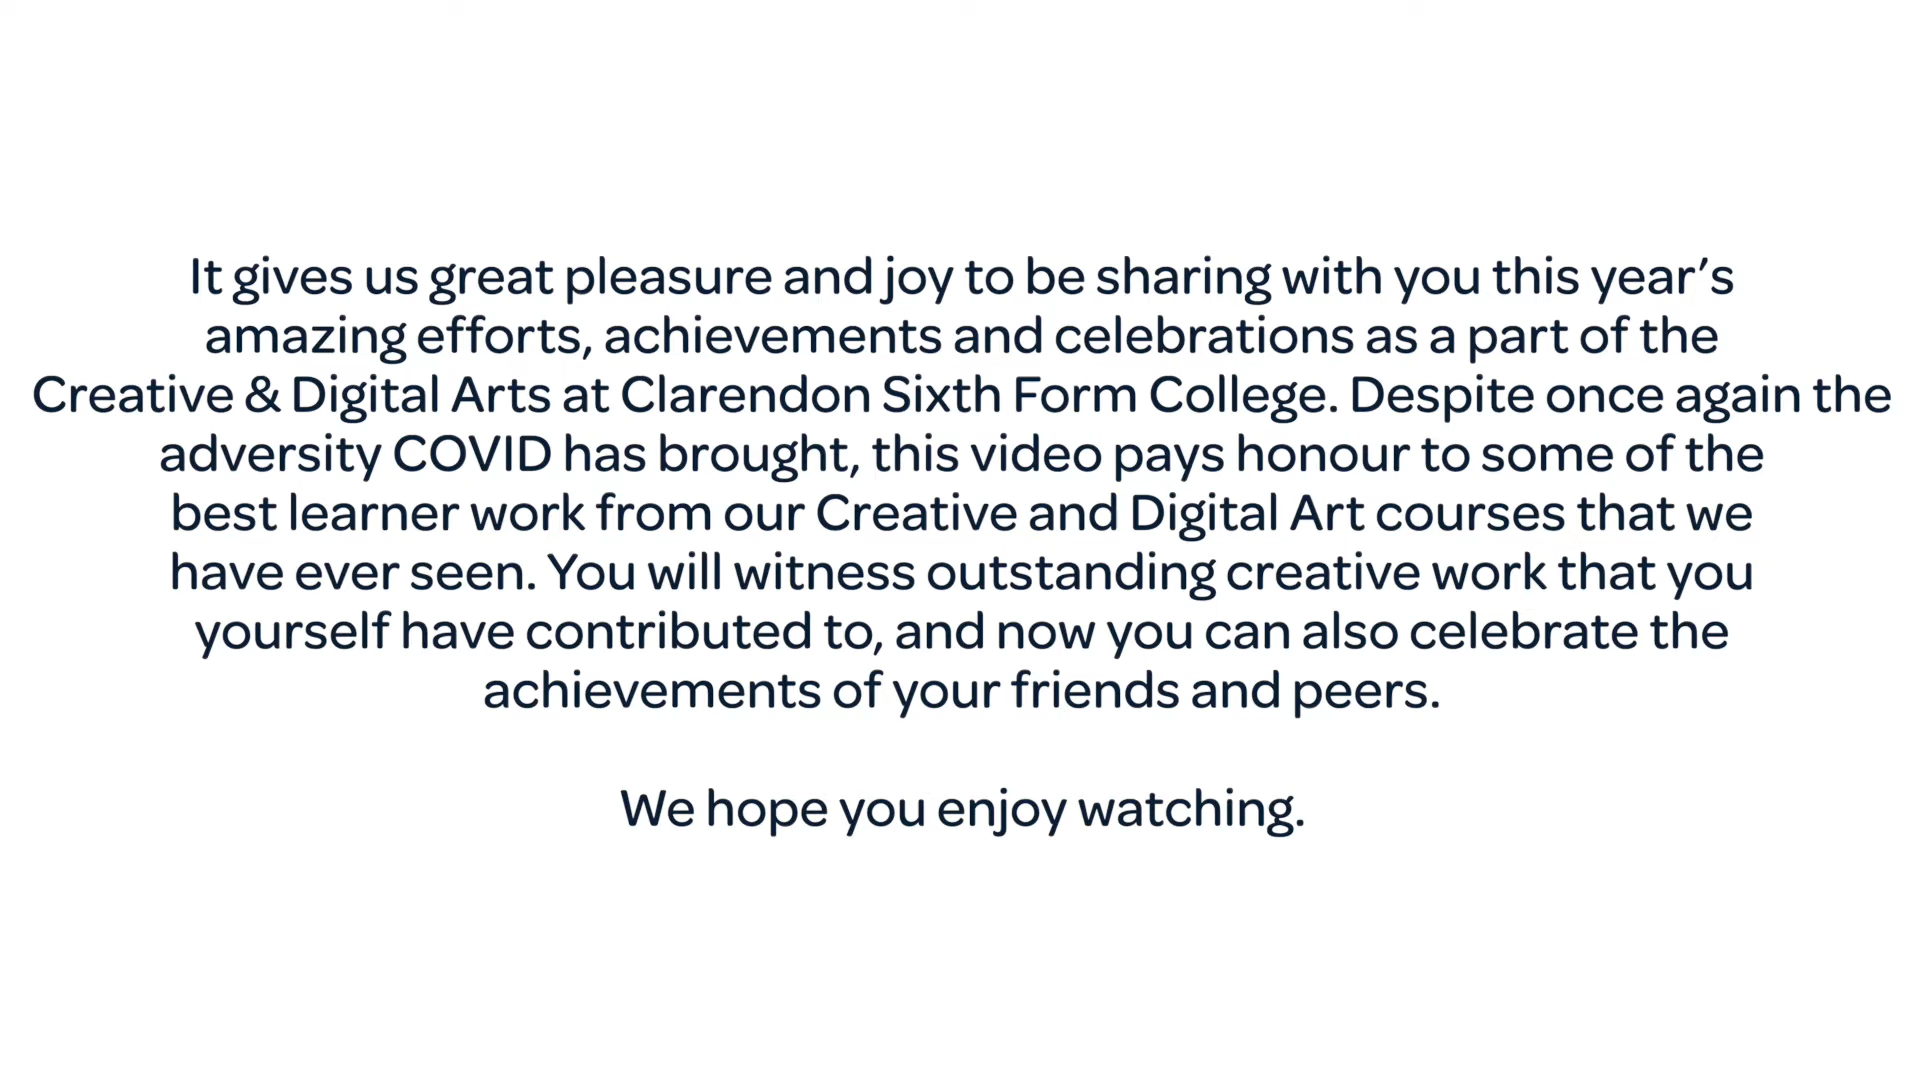 It gives us great pleasure and joy to be sharing with you this year’s
amazing efforts, achievements and celebrations as a part of the
Creative & Digital Arts at Clarendon Sixth Form College. Despite once again the
adversity COVID has brought, this video pays honour to some of the
best learner work from our Creative and Digital Art courses that we
have ever seen. You will witness outstanding creative work that you
yourself have contributed to, and now you can also celebrate the
achievements of your friends and peers.
We hope you enjoy watching.